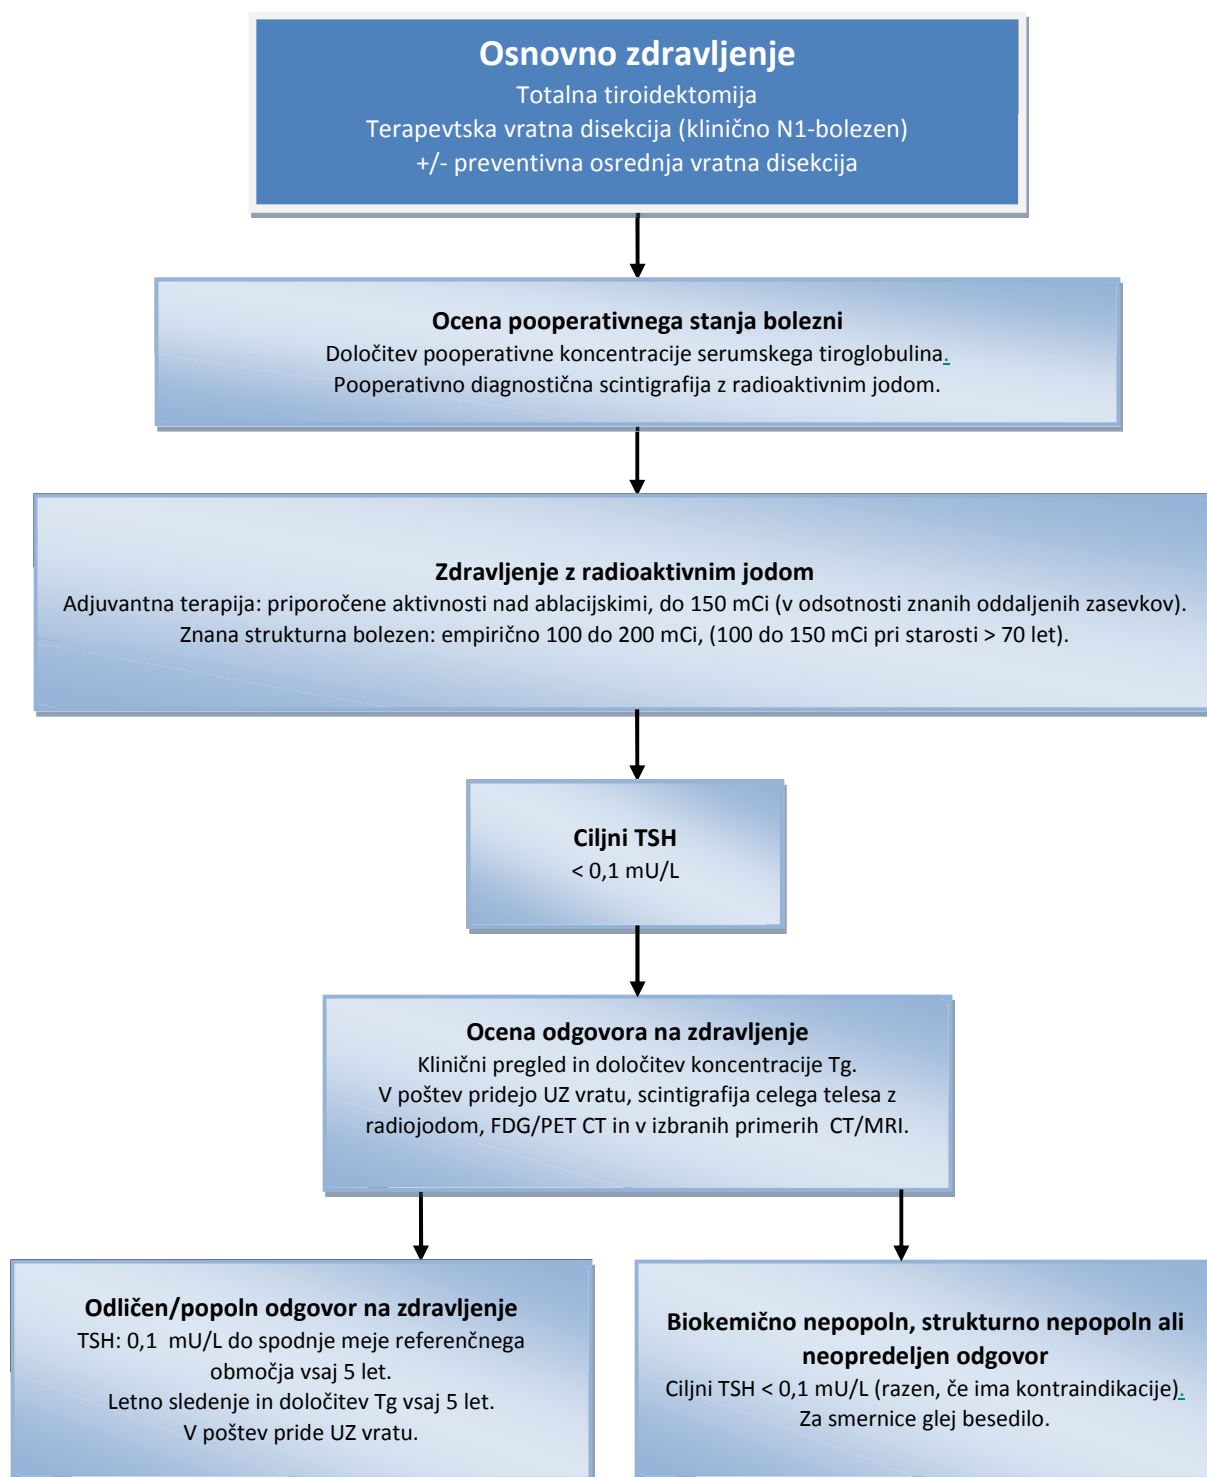 Osnovno zdravljenje
Totalna tiroidektomija
Terapevtska vratna disekcija (klinično N1-bolezen)
+/- preventivna osrednja vratna disekcija
Ocena pooperativnega stanja bolezni
Določitev pooperativne koncentracije serumskega tiroglobulina.
Pooperativno diagnostična scintigrafija z radioaktivnim jodom.
Zdravljenje z radioaktivnim jodom
Adjuvantna terapija: priporočene aktivnosti nad ablacijskimi, do 150 mCi (v odsotnosti znanih oddaljenih zasevkov).
Znana strukturna bolezen: empirično 100 do 200 mCi, (100 do 150 mCi pri starosti > 70 let).
Ciljni TSH
< 0,1 mU/L
Ocena odgovora na zdravljenje
Klinični pregled in določitev koncentracije Tg.
V poštev pridejo UZ vratu, scintigrafija celega telesa z
radiojodom, FDG/PET CT in v izbranih primerih CT/MRI.
Odličen/popoln odgovor na zdravljenje
TSH: 0,1 mU/L do spodnje meje referenčnega
območja vsaj 5 let.
Letno sledenje in določitev Tg vsaj 5 let.
V poštev pride UZ vratu.
Biokemično nepopoln, strukturno nepopoln ali
neopredeljen odgovor
Ciljni TSH < 0,1 mU/L (razen, če ima kontraindikacije).
Za smernice glej besedilo.